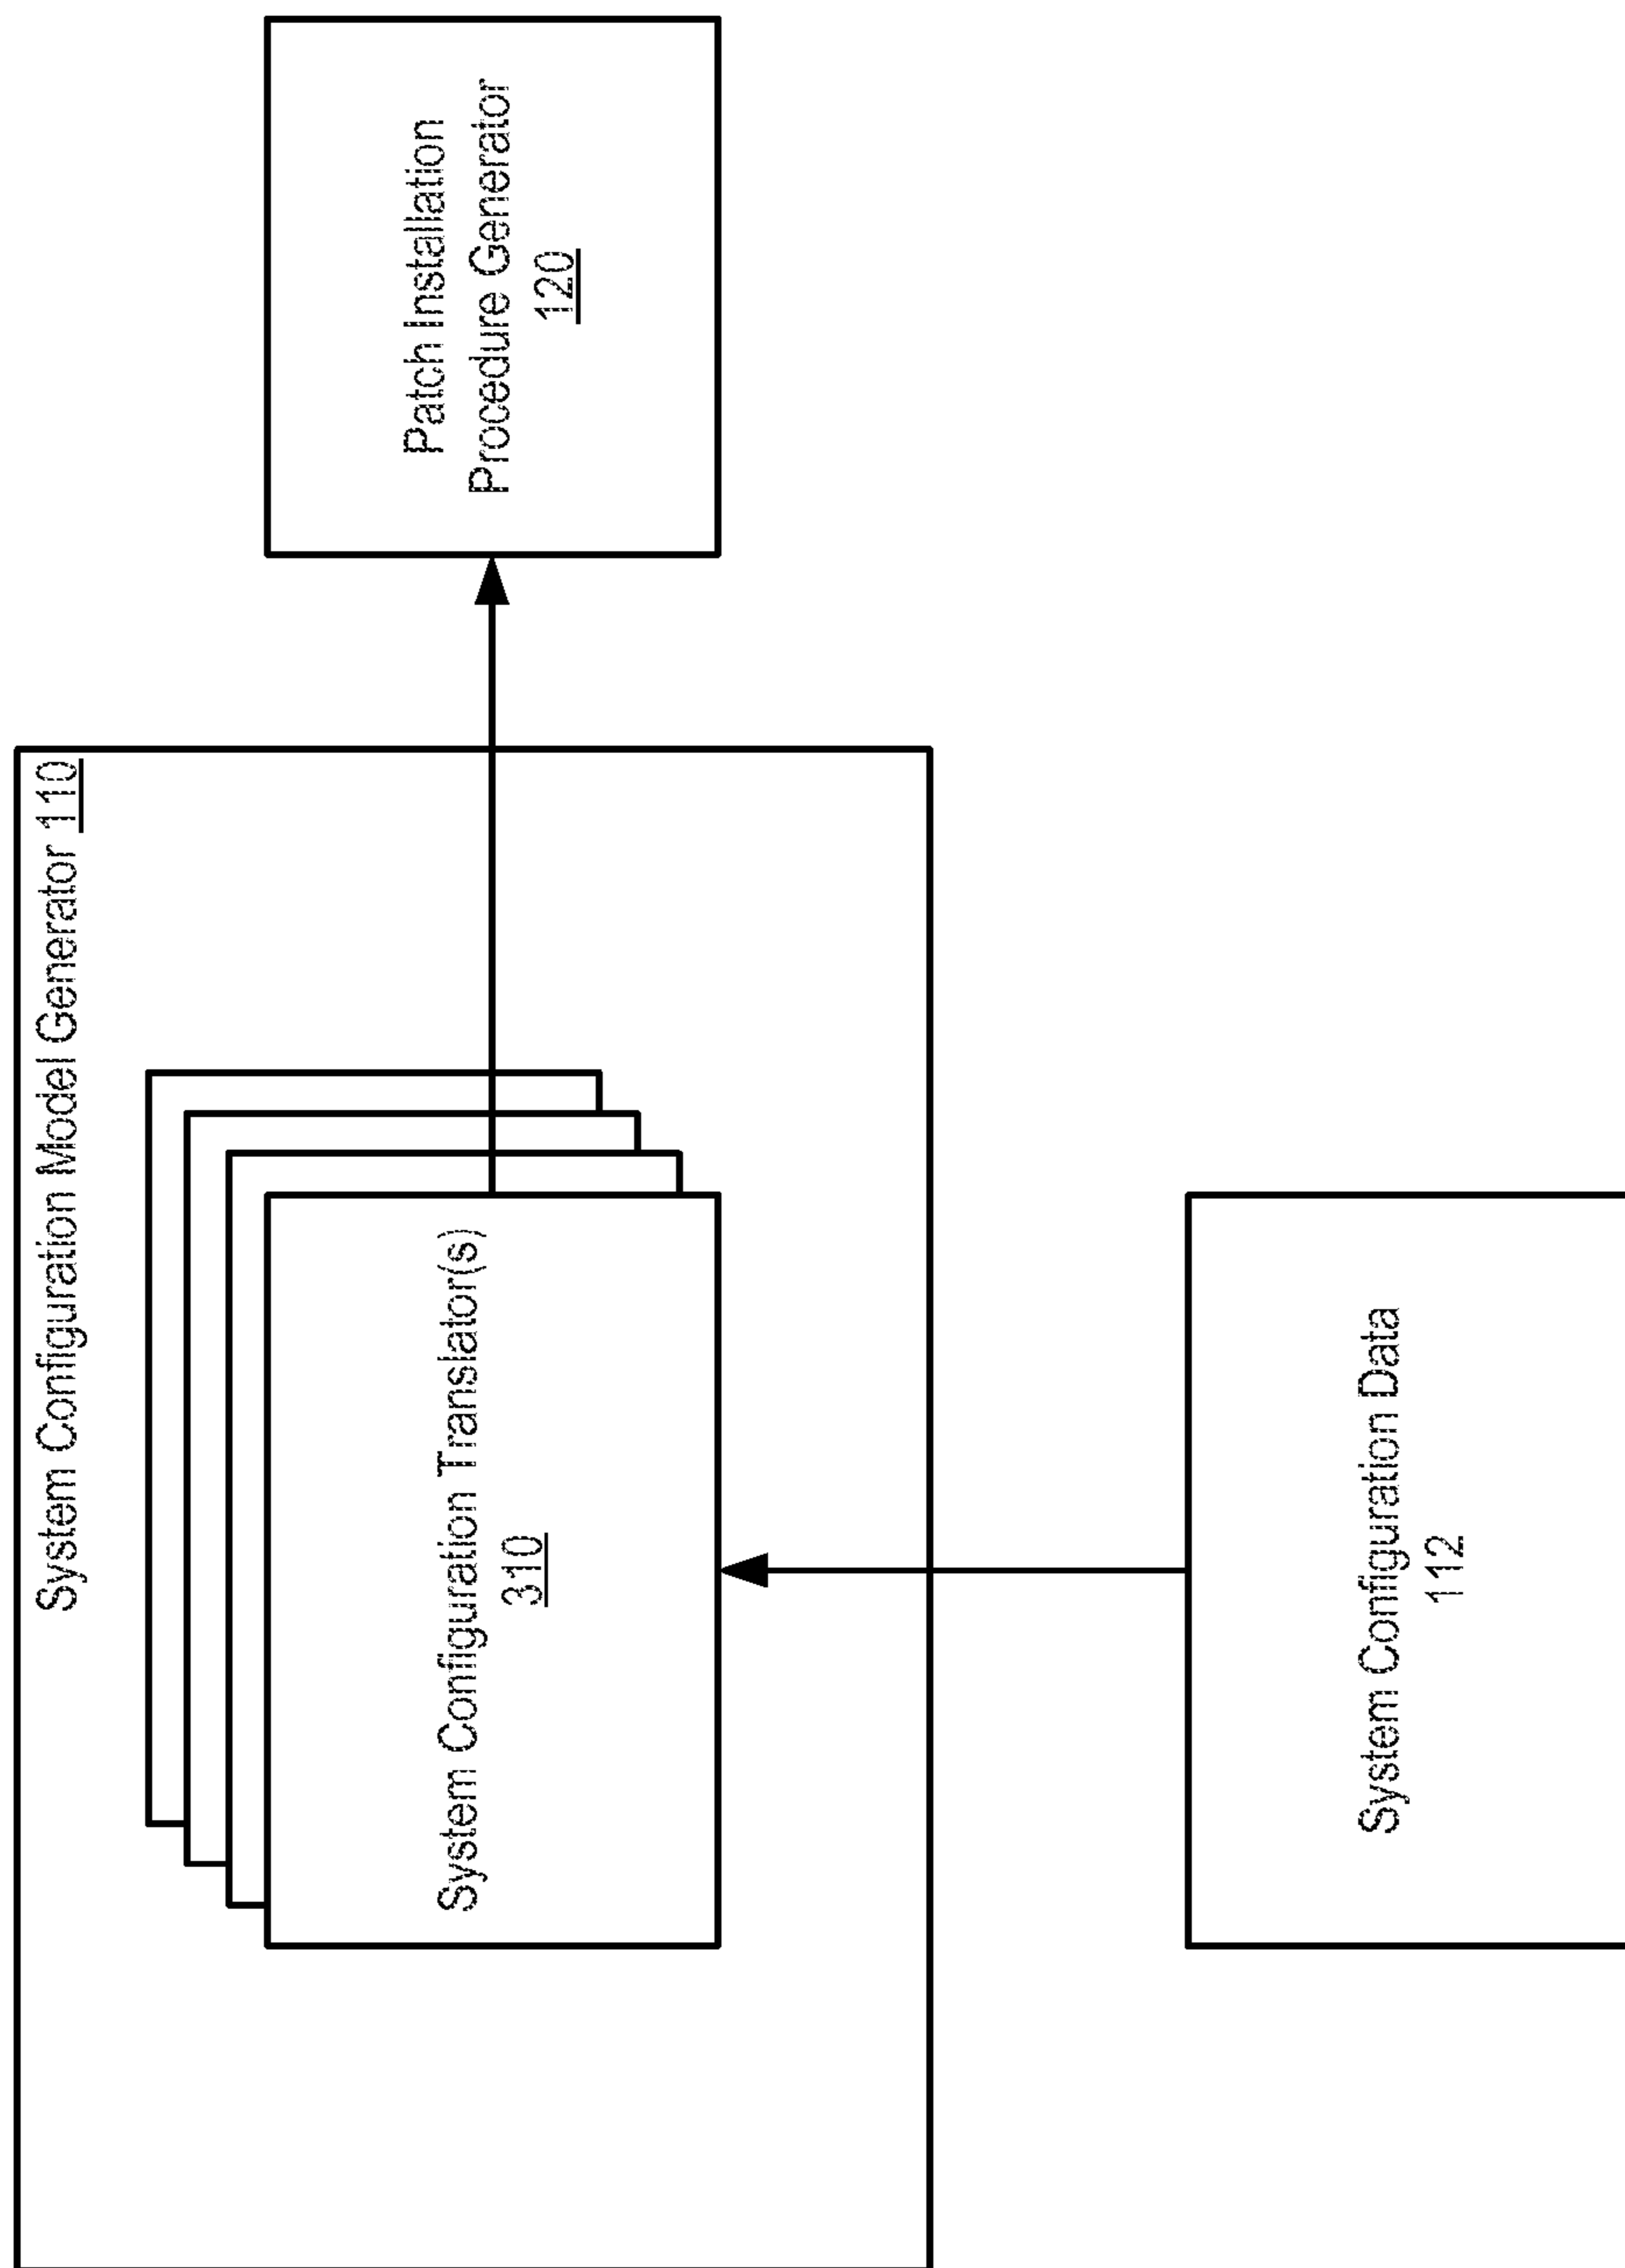 System Configuration Model Generator 110
System Configuration Translator(s)
310
Patch Installation
Procedure Generator
120
System Configuration Data
112